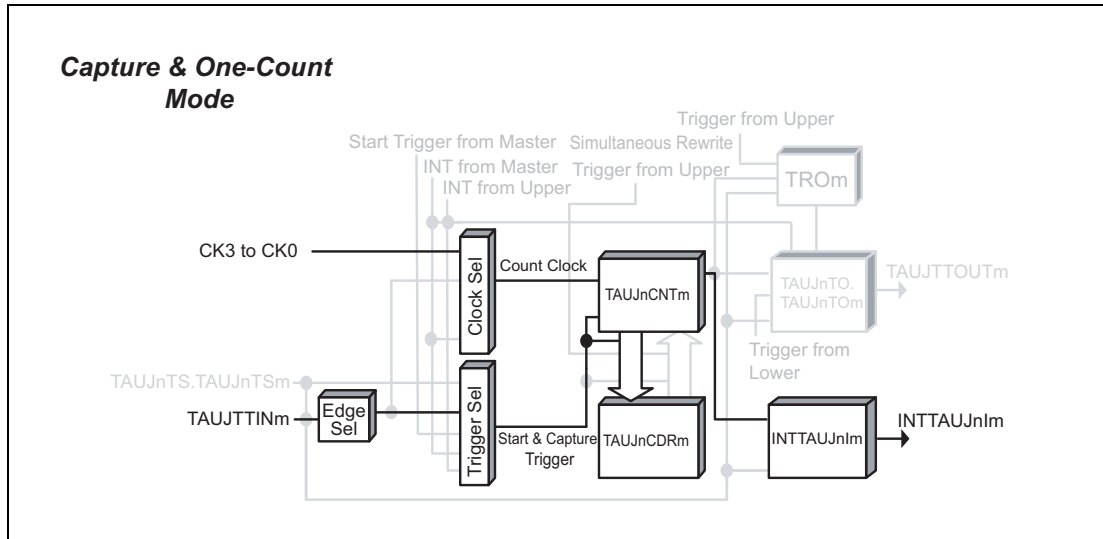 Capture & One-Count
Mode
Trigger from Upper
Start Trigger from Master
Simultaneous Rewrite
INT from Master
Trigger from Upper
INT from Upper
TROm
CK3 to CK0
Clock Sel
Count Clock
TAUJnCNTm
TAUJnTO.
TAUJnTOm
TAUJTTOUTm
Trigger from
Lower
TAUJnTS.TAUJnTSm
TAUJTTINm
Edge
Sel
Trigger Sel
Start & Capture
Trigger
TAUJnCDRm
INTTAUJnIm
INTTAUJnIm